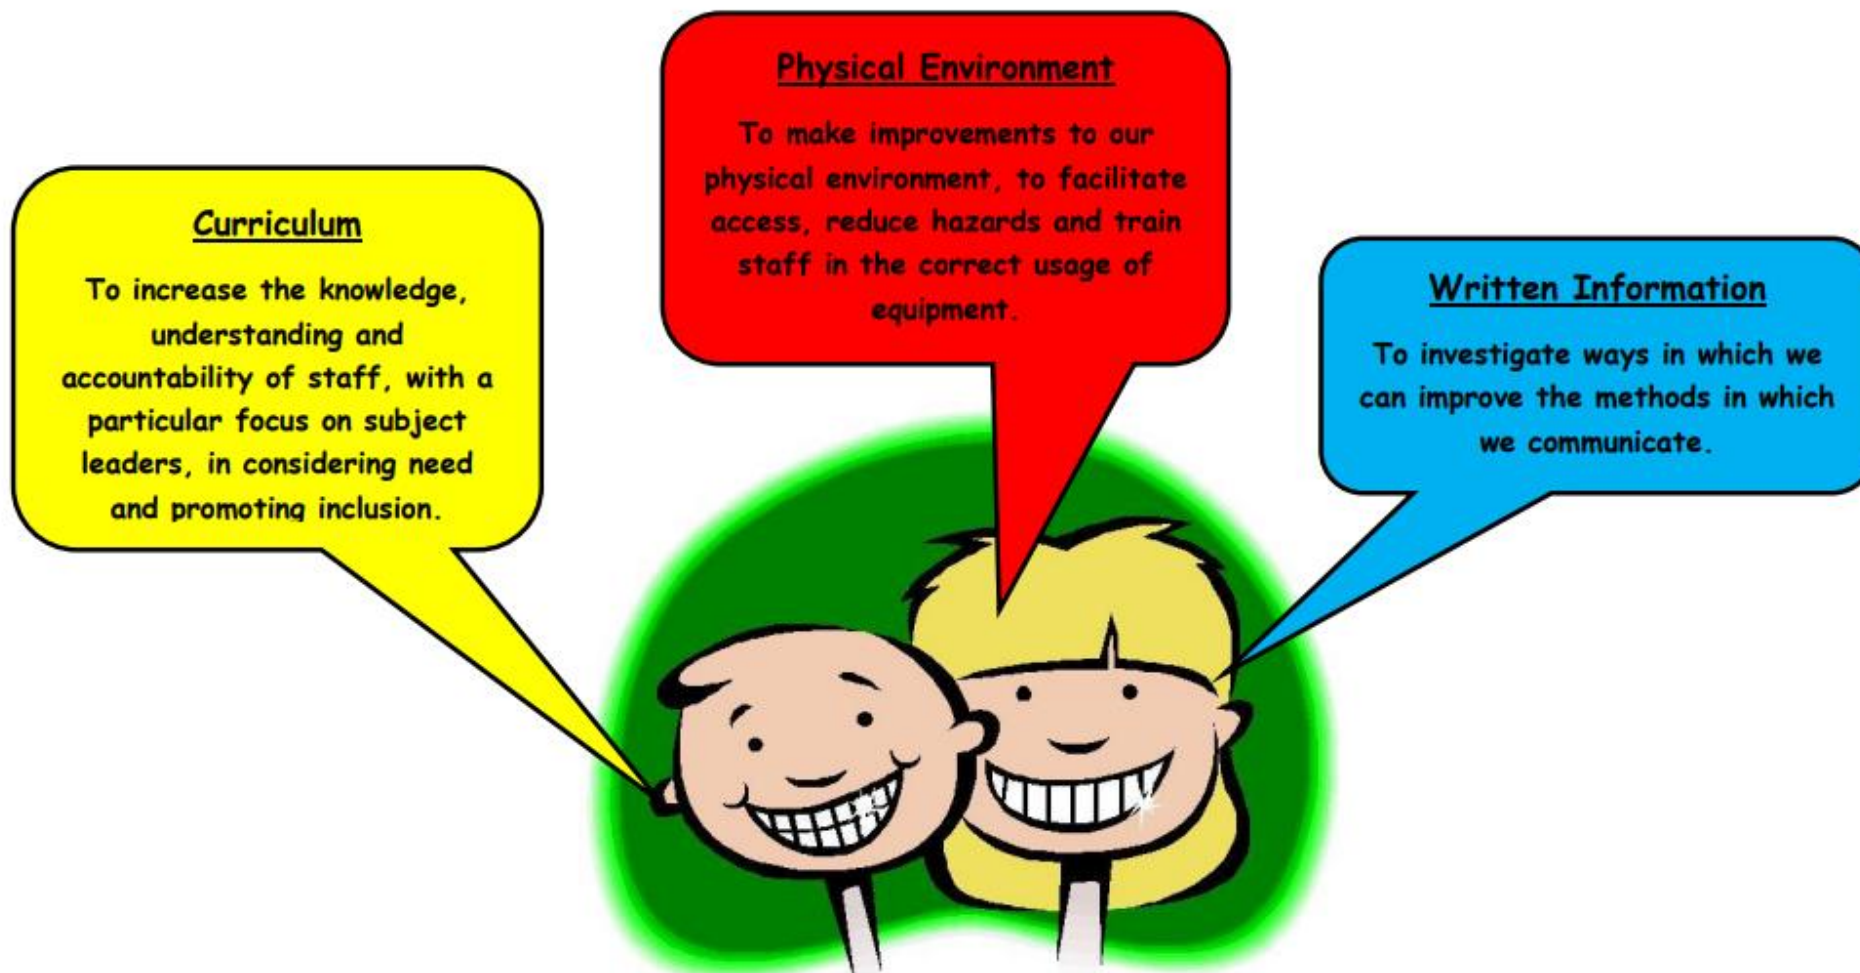 Curriculum
To increase the knowledge,
understanding and
accountability of staff, with a
particular focus on subject
leaders, in considering need
and promoting inclusion.
Physical Environment
To make improvements to our
physical environment, to facilitate
access, reduce hazards and train
staff in the correct usage of
equipment.
Written Information
To investigate ways in which we
can improve the methods in which
we communicate.